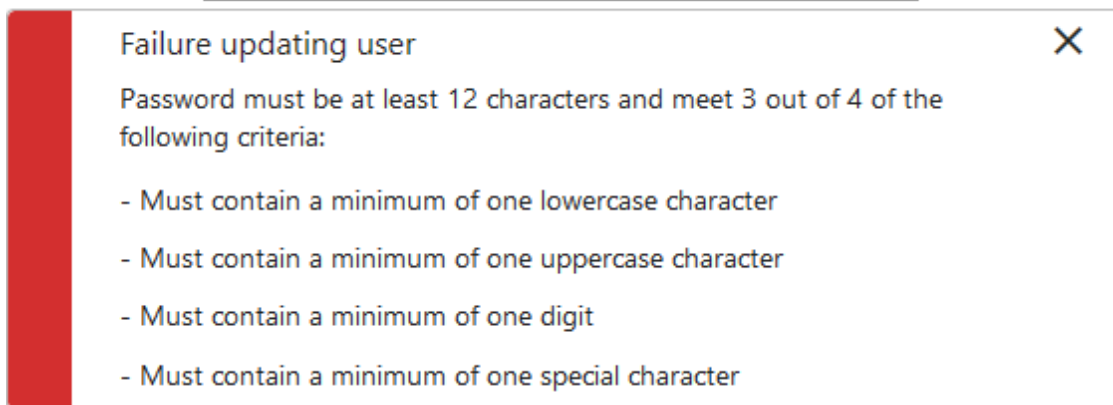 Failure updating user
Password must be at least 12 characters and meet 3 out of 4 of the
following criteria:
- Must contain a minimum of one lowercase character
- Must contain a minimum of one uppercase character
- Must contain a minimum of one digit
- Must contain a minimum of one special character